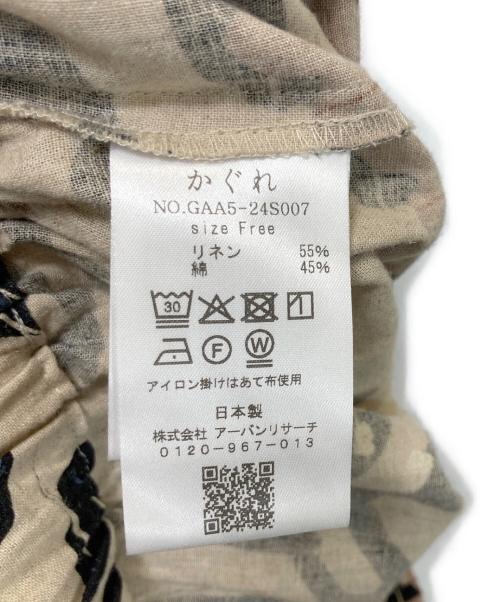 かぐれ
NO.GAA5-24S007
size Free
リネン 55%
綿 45%
30
F W
アイロン掛けはあて布使用
日本製
株式会社 アーバンリサーチ
0120-967-013